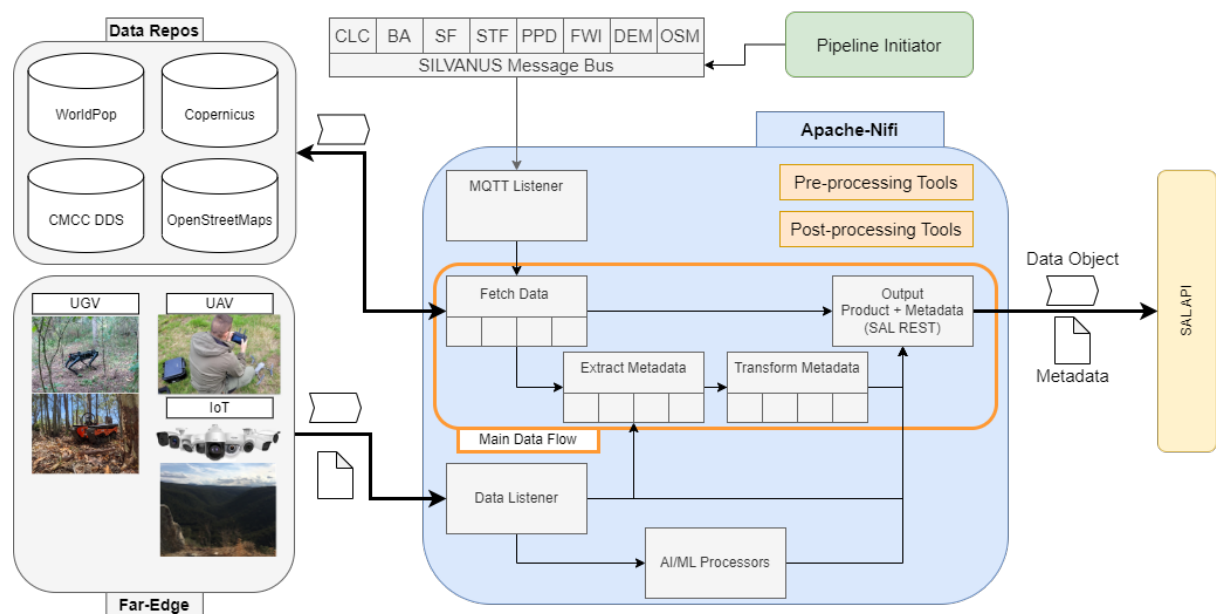 Data Repos
WorldPop
Copernicus
CMCC DDS
OpenStreetMaps
CLC BA SF STF PPD FWI DEM OSM
SILVANUS Message Bus
Pipeline Initiator
Apache-Nifi
MQTT Listener
Pre-processing Tools
Post-processing Tools
Fetch Data
Output
Product + Metadata
(SAL REST)
Extract Metadata
Transform Metadata
Main Data Flow
Data Listener
AI/ML Processors
Data Object
Metadata
SAL API
UGV
UAV
IoT
Far-Edge